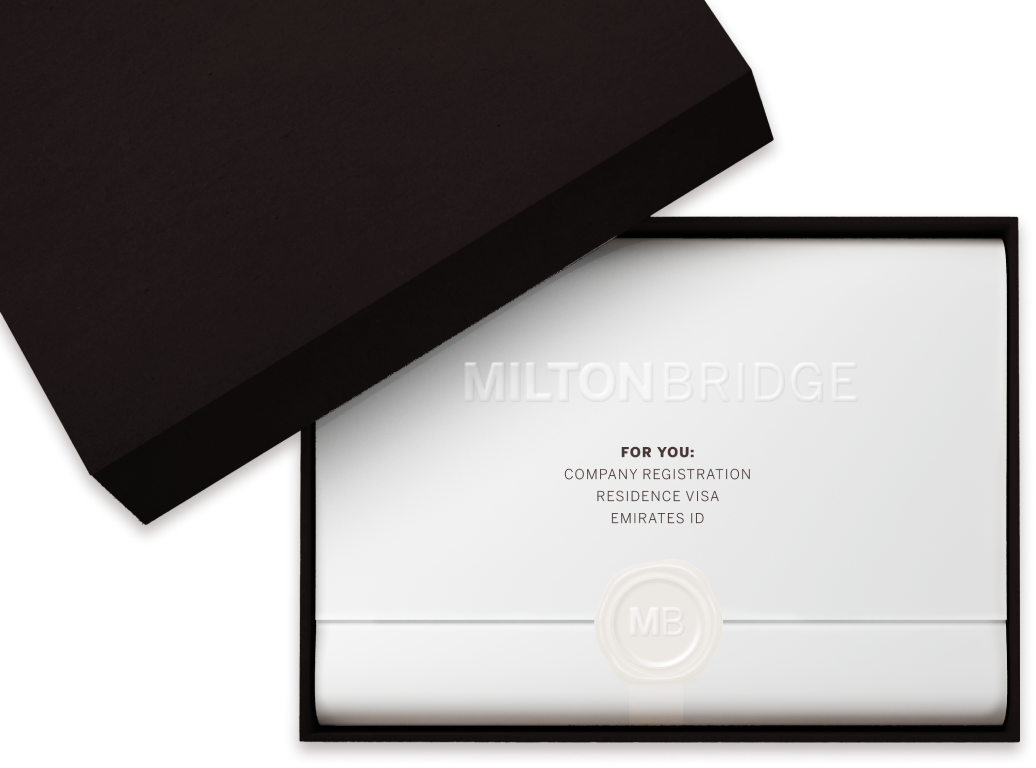 MILTONBRIDGE
FOR YOU:
COMPANY REGISTRATION
RESIDENCE VISA
EMIRATES ID
MB